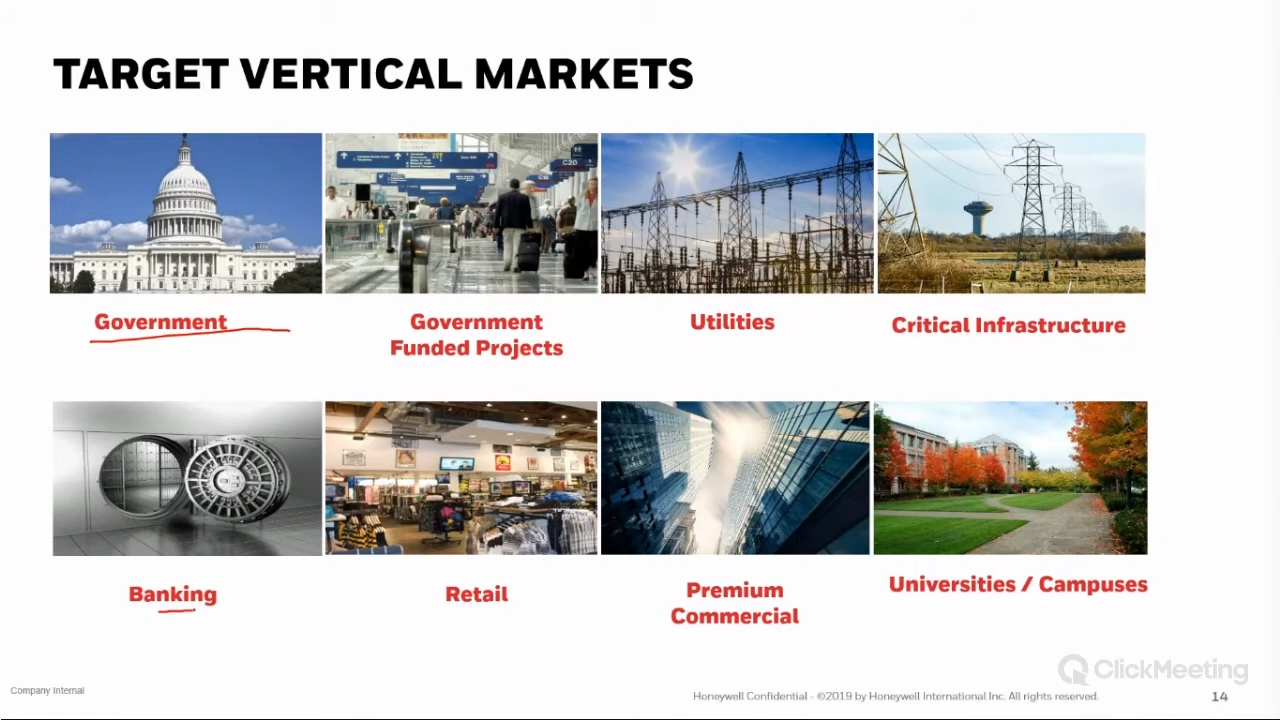 TARGET VERTICAL MARKETS
C20
Government
Government
Funded Projects
Utilities
Critical Infrastructure
Banking
Retail
Premium
Commercial
Universities / Campuses
ClickMeeting
Company Internal
Honeywell Confidential - ©2019 by Honeywell International Inc. All rights reserved.
14